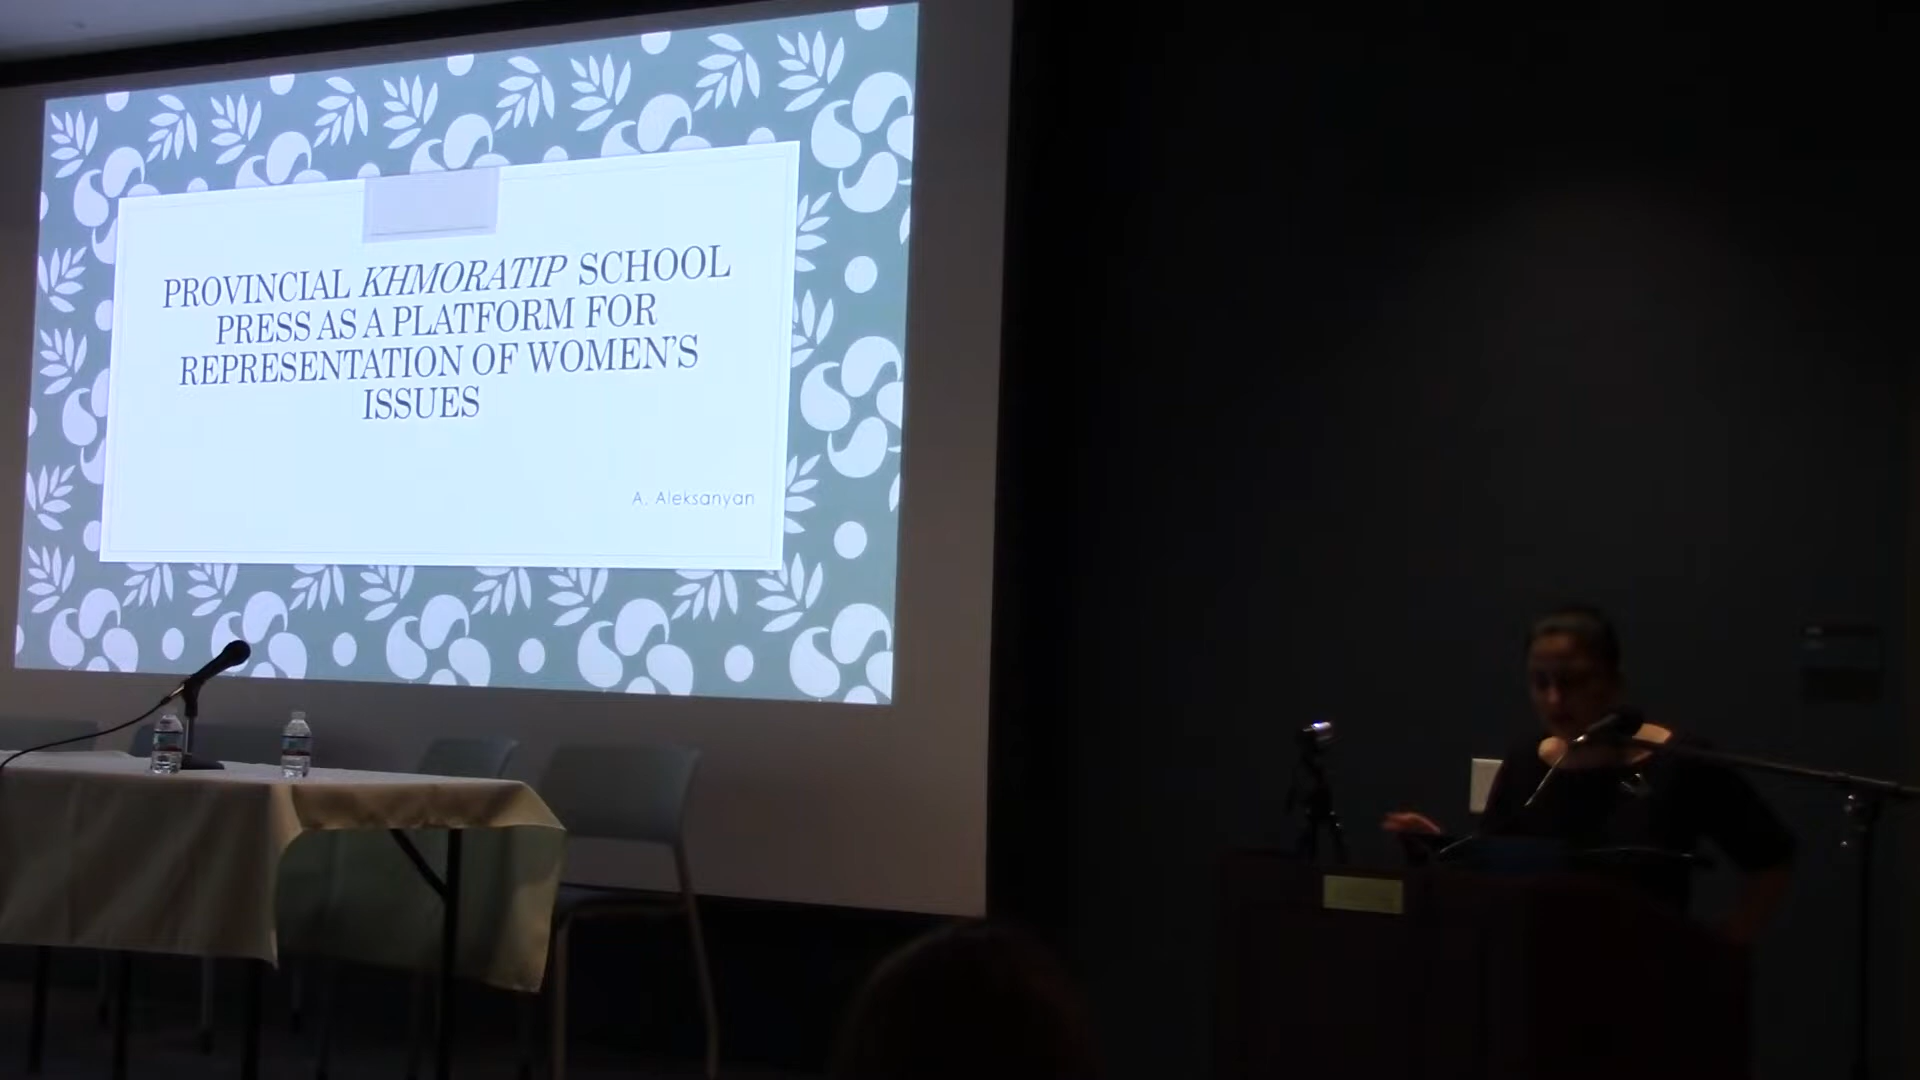 PROVINCIAL KHMORATIP SCHOOL
PRESS AS A PLATFORM FOR
REPRESENTATION OF WOMEN'S
ISSUES
A. Aleksanyan